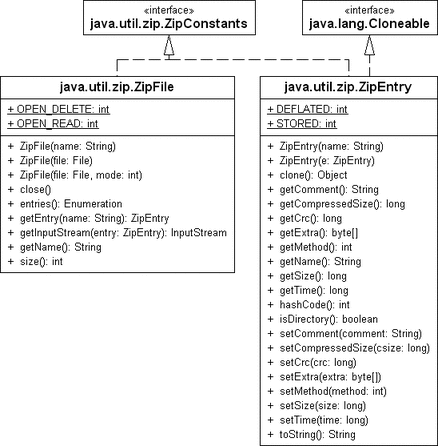 «interface»
java.util.zip.ZipConstants
«interface»
java.lang.Cloneable
java.util.zip.ZipFile
+ OPEN_DELETE: int
+ OPEN_READ: int
+ ZipFile(name: String)
+ ZipFile(file: File)
+ ZipFile(file: File, mode: int)
+ close()
+ entries(): Enumeration
+ getEntry(name: String): ZipEntry
+ getInputStream(entry: ZipEntry): InputStream
+ getName(): String
+ size(): int
java.util.zip.ZipEntry
+ DEFLATED: int
+ STORED: int
+ ZipEntry(name: String)
+ ZipEntry(e: ZipEntry)
+ clone(): Object
+ getComment(): String
+ getCompressedSize(): long
+ getCrc(): long
+ getExtra(): byte[]
+ getMethod(): int
+ getName(): String
+ getSize(): long
+ getTime(): long
+ hashCode(): int
+ isDirectory(): boolean
+ setComment(comment: String)
+ setCompressedSize(csize: long)
+ setCrc(crc: long)
+ setExtra(extra: byte[])
+ setMethod(method: int)
+ setSize(size: long)
+ setTime(time: long)
+ toString(): String